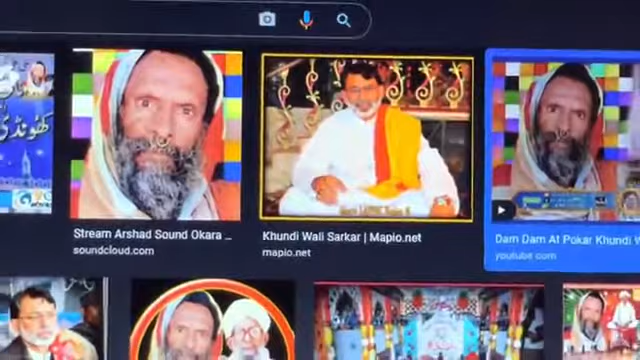 کھونڈی
Stream Arshad Sound Okara ...
soundcloud.com
Khundi Wali Sarkar | Mapio.net
mapio.net
Dam Dam At Pokar Khundi W
youtube.com